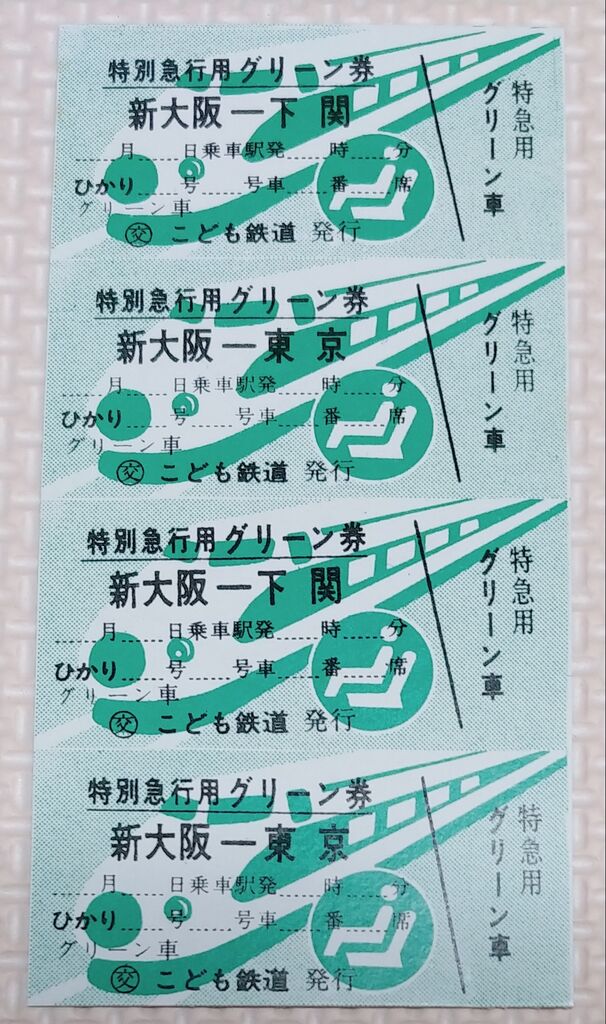 特別急行用グリーン券
新大阪―下関
月 日乗車駅発 時 分
ひかり 号 号車 番 席
グリーン車
交 こども鉄道 発行
特急用
グリーン車
特別急行用グリーン券
新大阪―東京
月 日乗車駅発 時 分
ひかり 号 号車 番 席
グリーン車
交 こども鉄道 発行
特急用
グリーン車
特別急行用グリーン券
新大阪―下関
月 日乗車駅発 時 分
ひかり 号 号車 番 席
グリーン車
交 こども鉄道 発行
特急用
グリーン車
特別急行用グリーン券
新大阪―東京
月 日乗車駅発 時 分
ひかり 号 号車 番 席
グリーン車
交 こども鉄道 発行
特急用
グリーン車